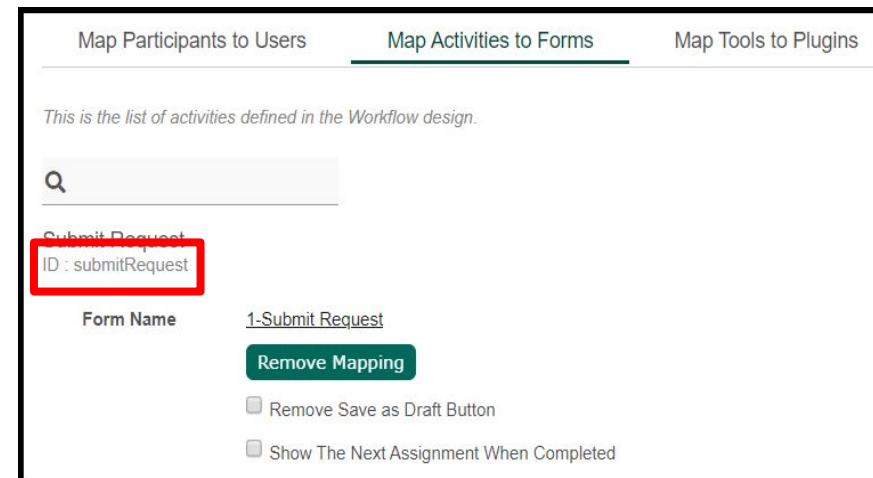 Map Participants to Users Map Activities to Forms Map Tools to Plugins
This is the list of activities defined in the Workflow design.
Submit Request
ID : submitRequest
Form Name 1-Submit Request
Remove Mapping
Remove Save as Draft Button
Show The Next Assignment When Completed